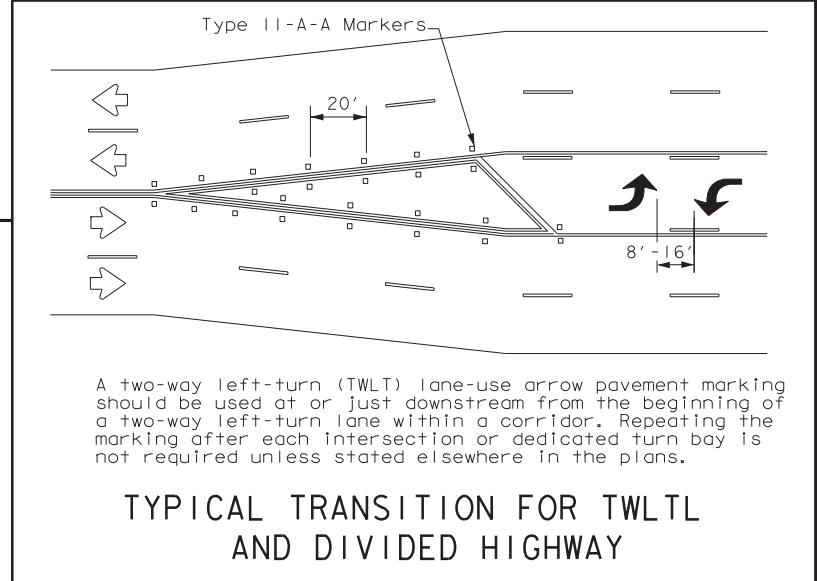 Type II-A-A Markers
20'
8'-16'
A two-way left-turn (TWLT) lane-use arrow pavement marking
should be used at or just downstream from the beginning of
a two-way left-turn lane within a corridor. Repeating the
marking after each intersection or dedicated turn bay is
not required unless stated elsewhere in the plans.
TYPICAL TRANSITION FOR TWLTL
AND DIVIDED HIGHWAY